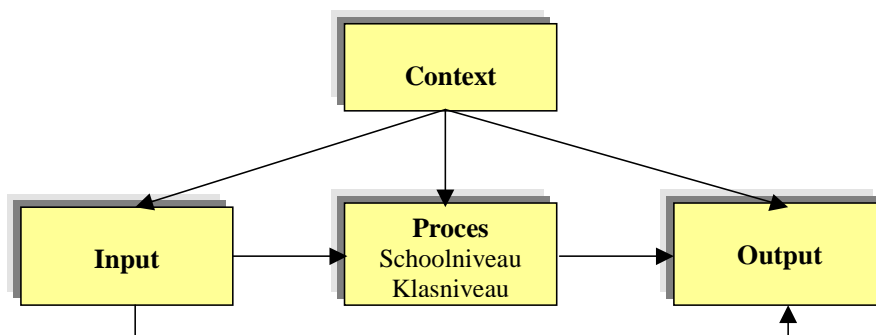 Context
Input
Proces
Schoolniveau
Klasniveau
Output